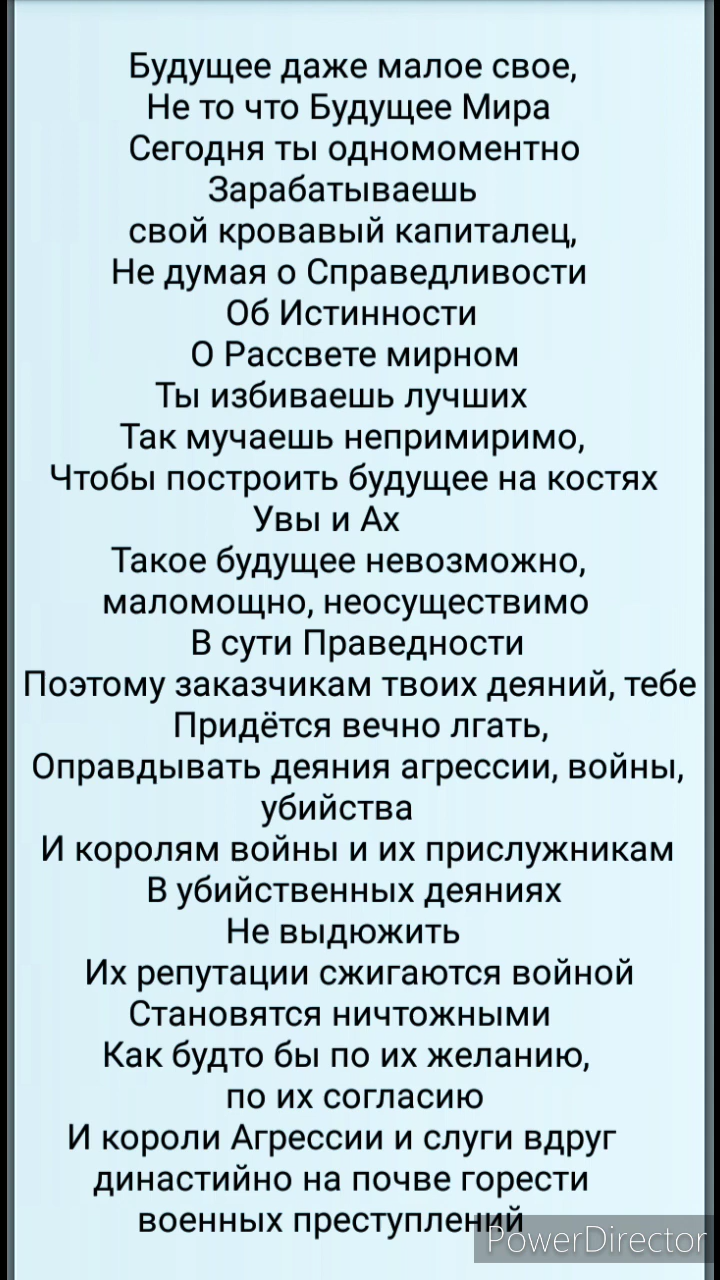 Будущее даже малое свое,
Не то что Будущее Мира
Сегодня ты одномоментно
Зарабатываешь
свой кровавый капиталец,
Не думая о Справедливости
Об Истинности
О Рассвете мирном
Ты избиваешь лучших
Так мучаешь непримиримо,
Чтобы построить будущее на костях
Увы и Ах
Такое будущее невозможно,
маломощно, неосуществимо
В сути Праведности
Поэтому заказчикам твоих деяний, тебе
Придётся вечно лгать,
Оправдывать деяния агрессии, войны,
убийства
И королям войны и их прислужникам
В убийственных деяниях
Не выдюжить
Их репутации сжигаются войной
Становятся ничтожными
Как будто бы по их желанию,
по их согласию
И короли Агрессии и слуги вдруг
династийно на почве горести
военных преступлений
PowerDirector